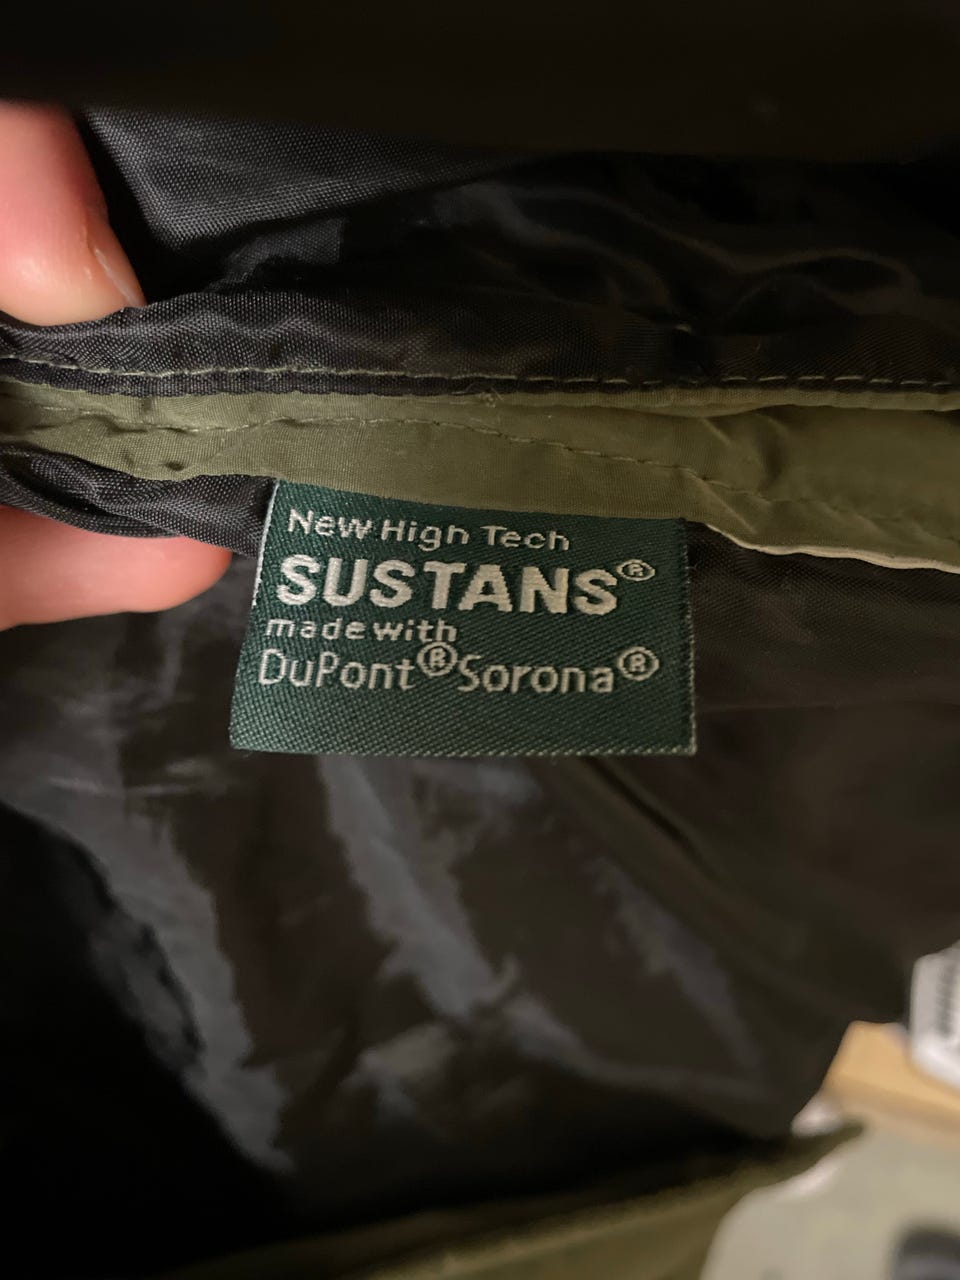 New High Tech
SUSTANS®
made with
DuPont®Sorona®